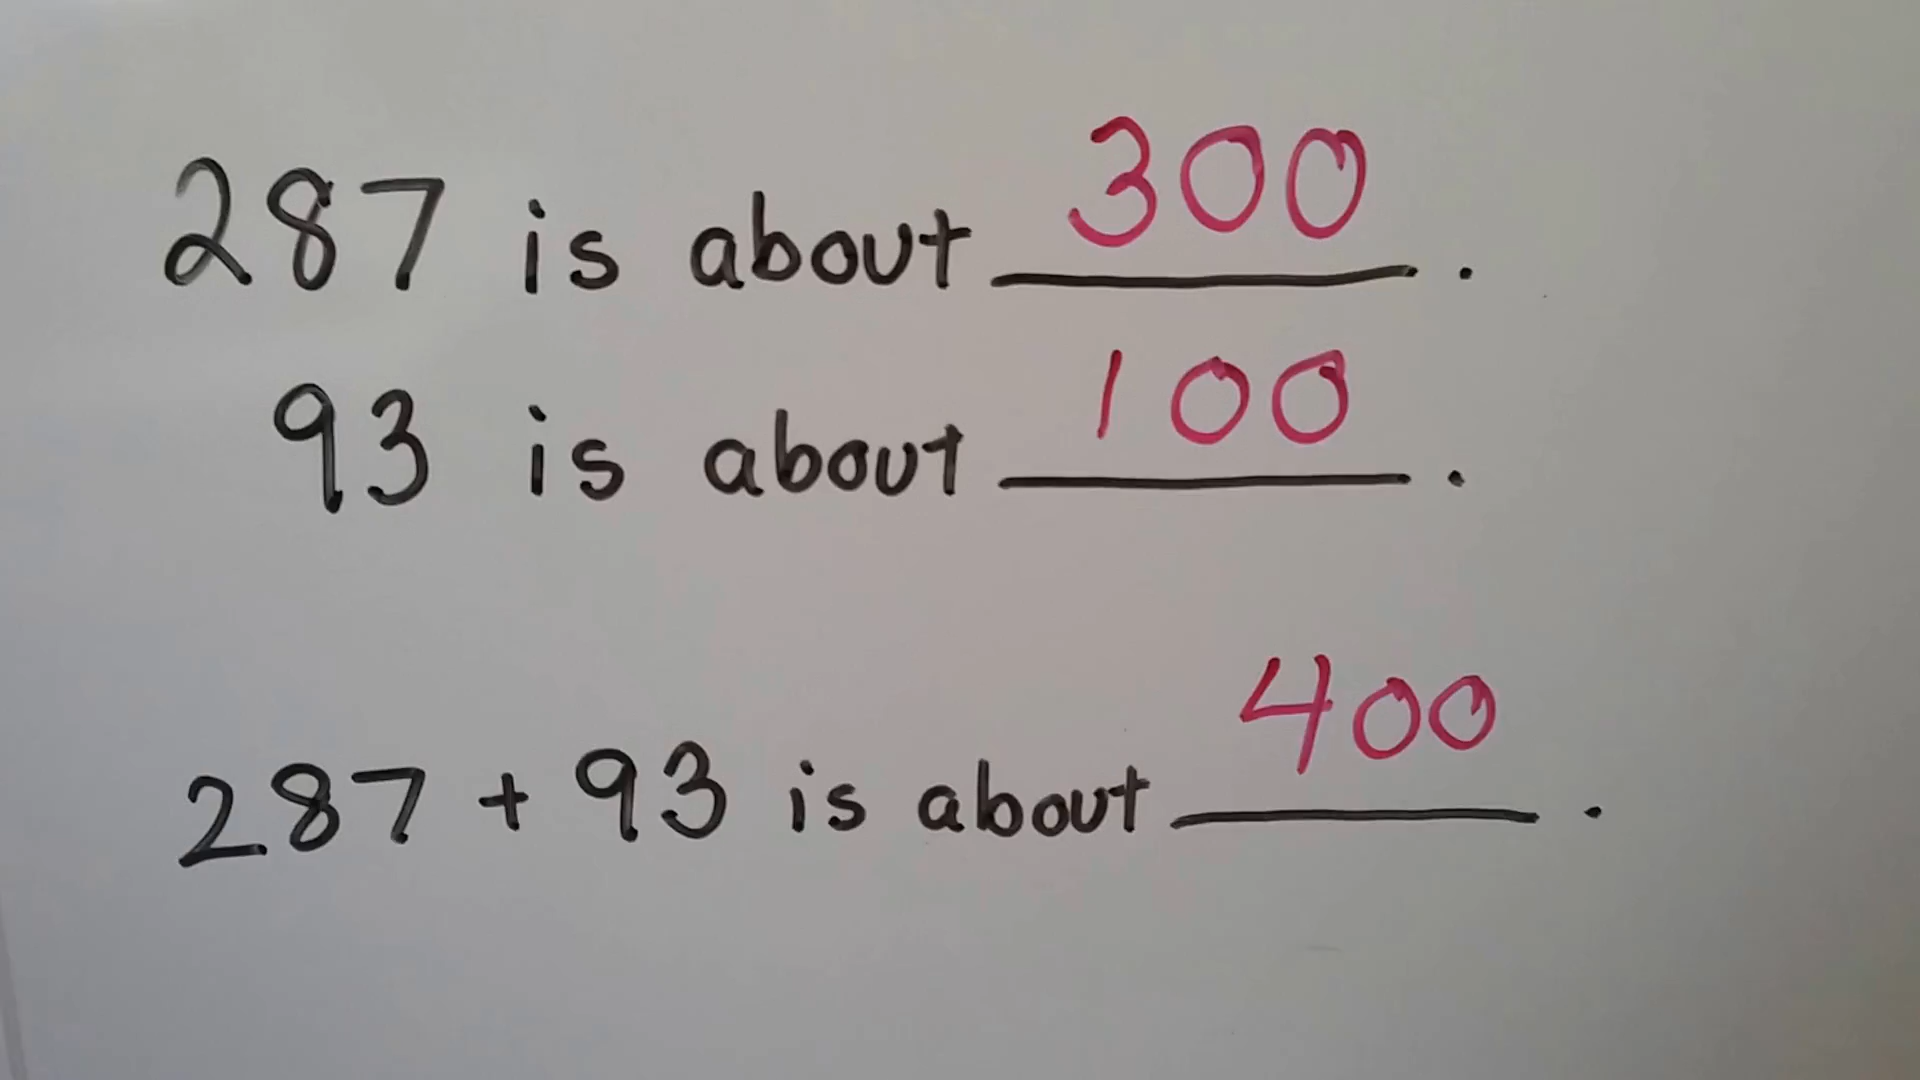 287 is about 300.
93 is about 100.
287 + 93 is about 400.